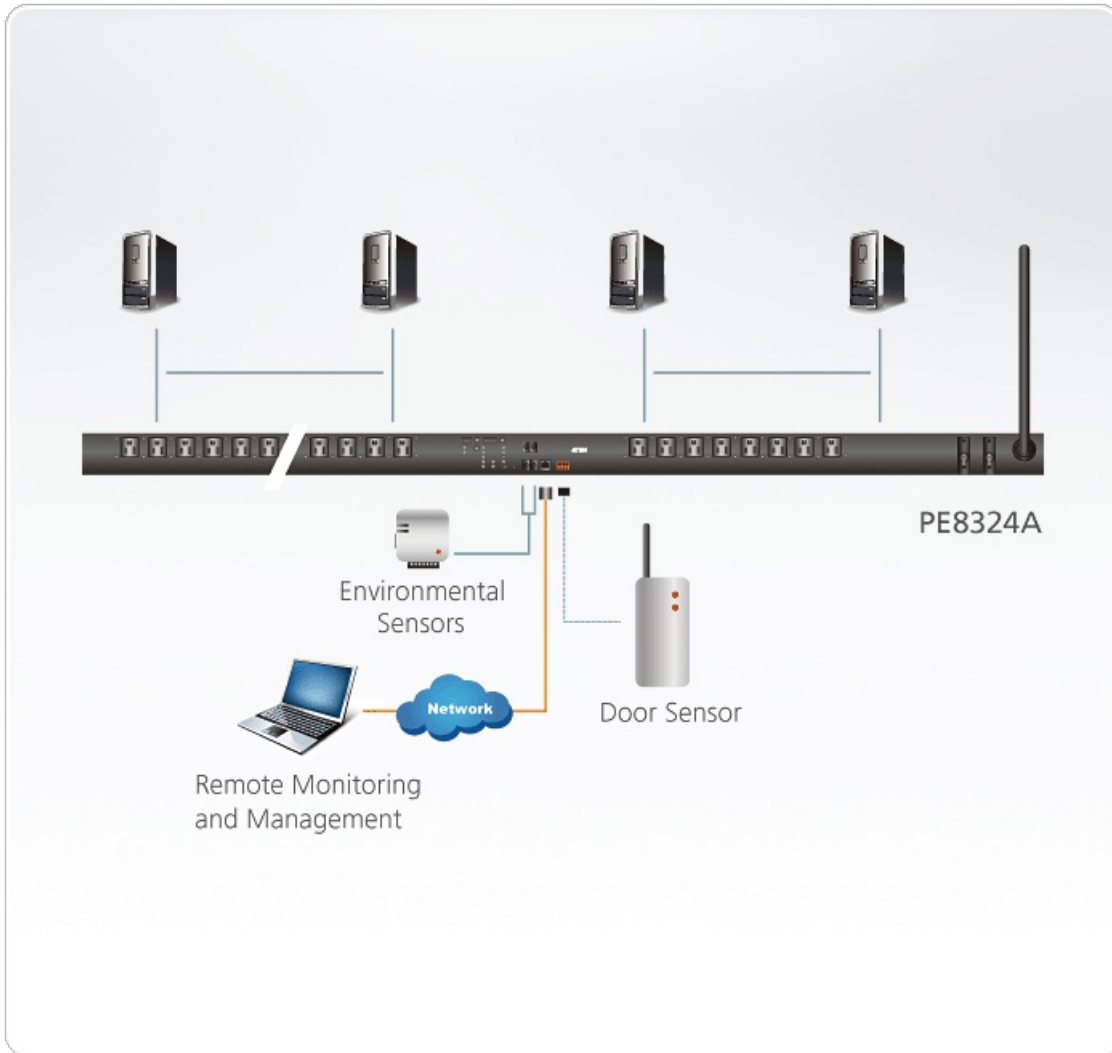 PE8324A
Environmental
Sensors
Network
Door Sensor
Remote Monitoring
and Management